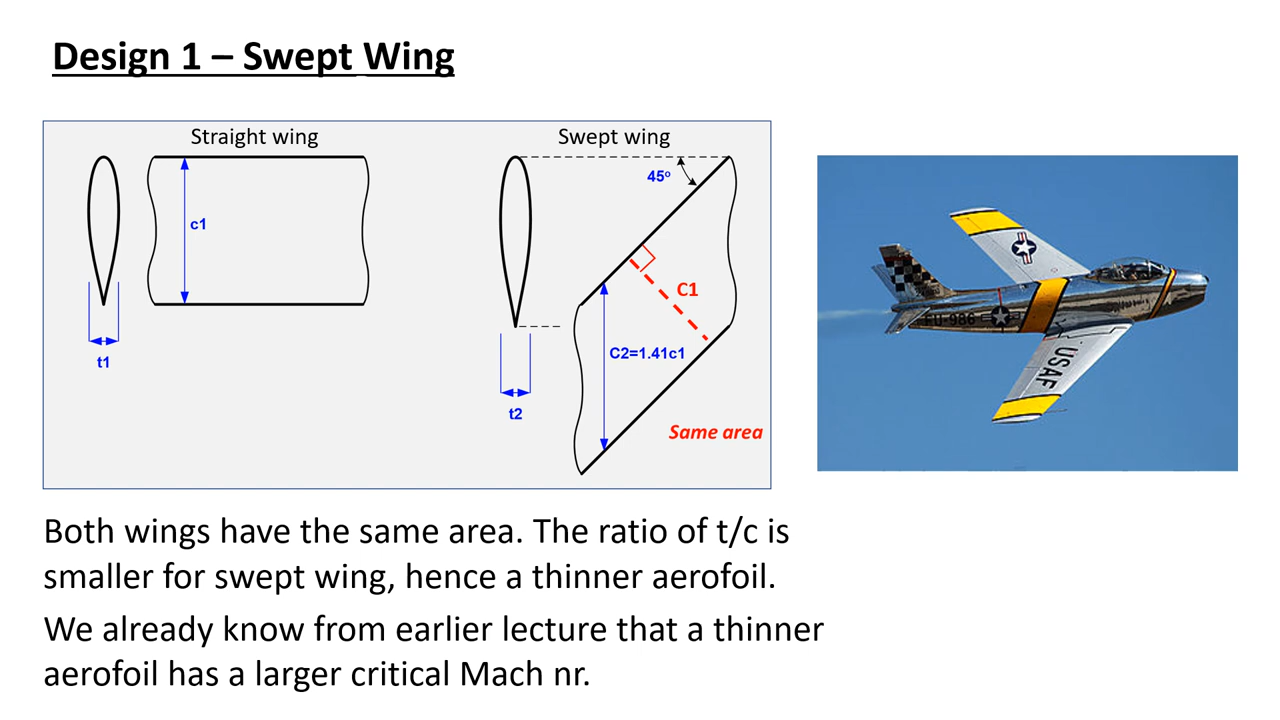 Design 1 – Swept Wing
Straight wing
Swept wing
45o
c1
C1
t1
C2=1.41c1
t2
Same area
FU-986
USAF
Both wings have the same area. The ratio of t/c is
smaller for swept wing, hence a thinner aerofoil.
We already know from earlier lecture that a thinner
aerofoil has a larger critical Mach nr.